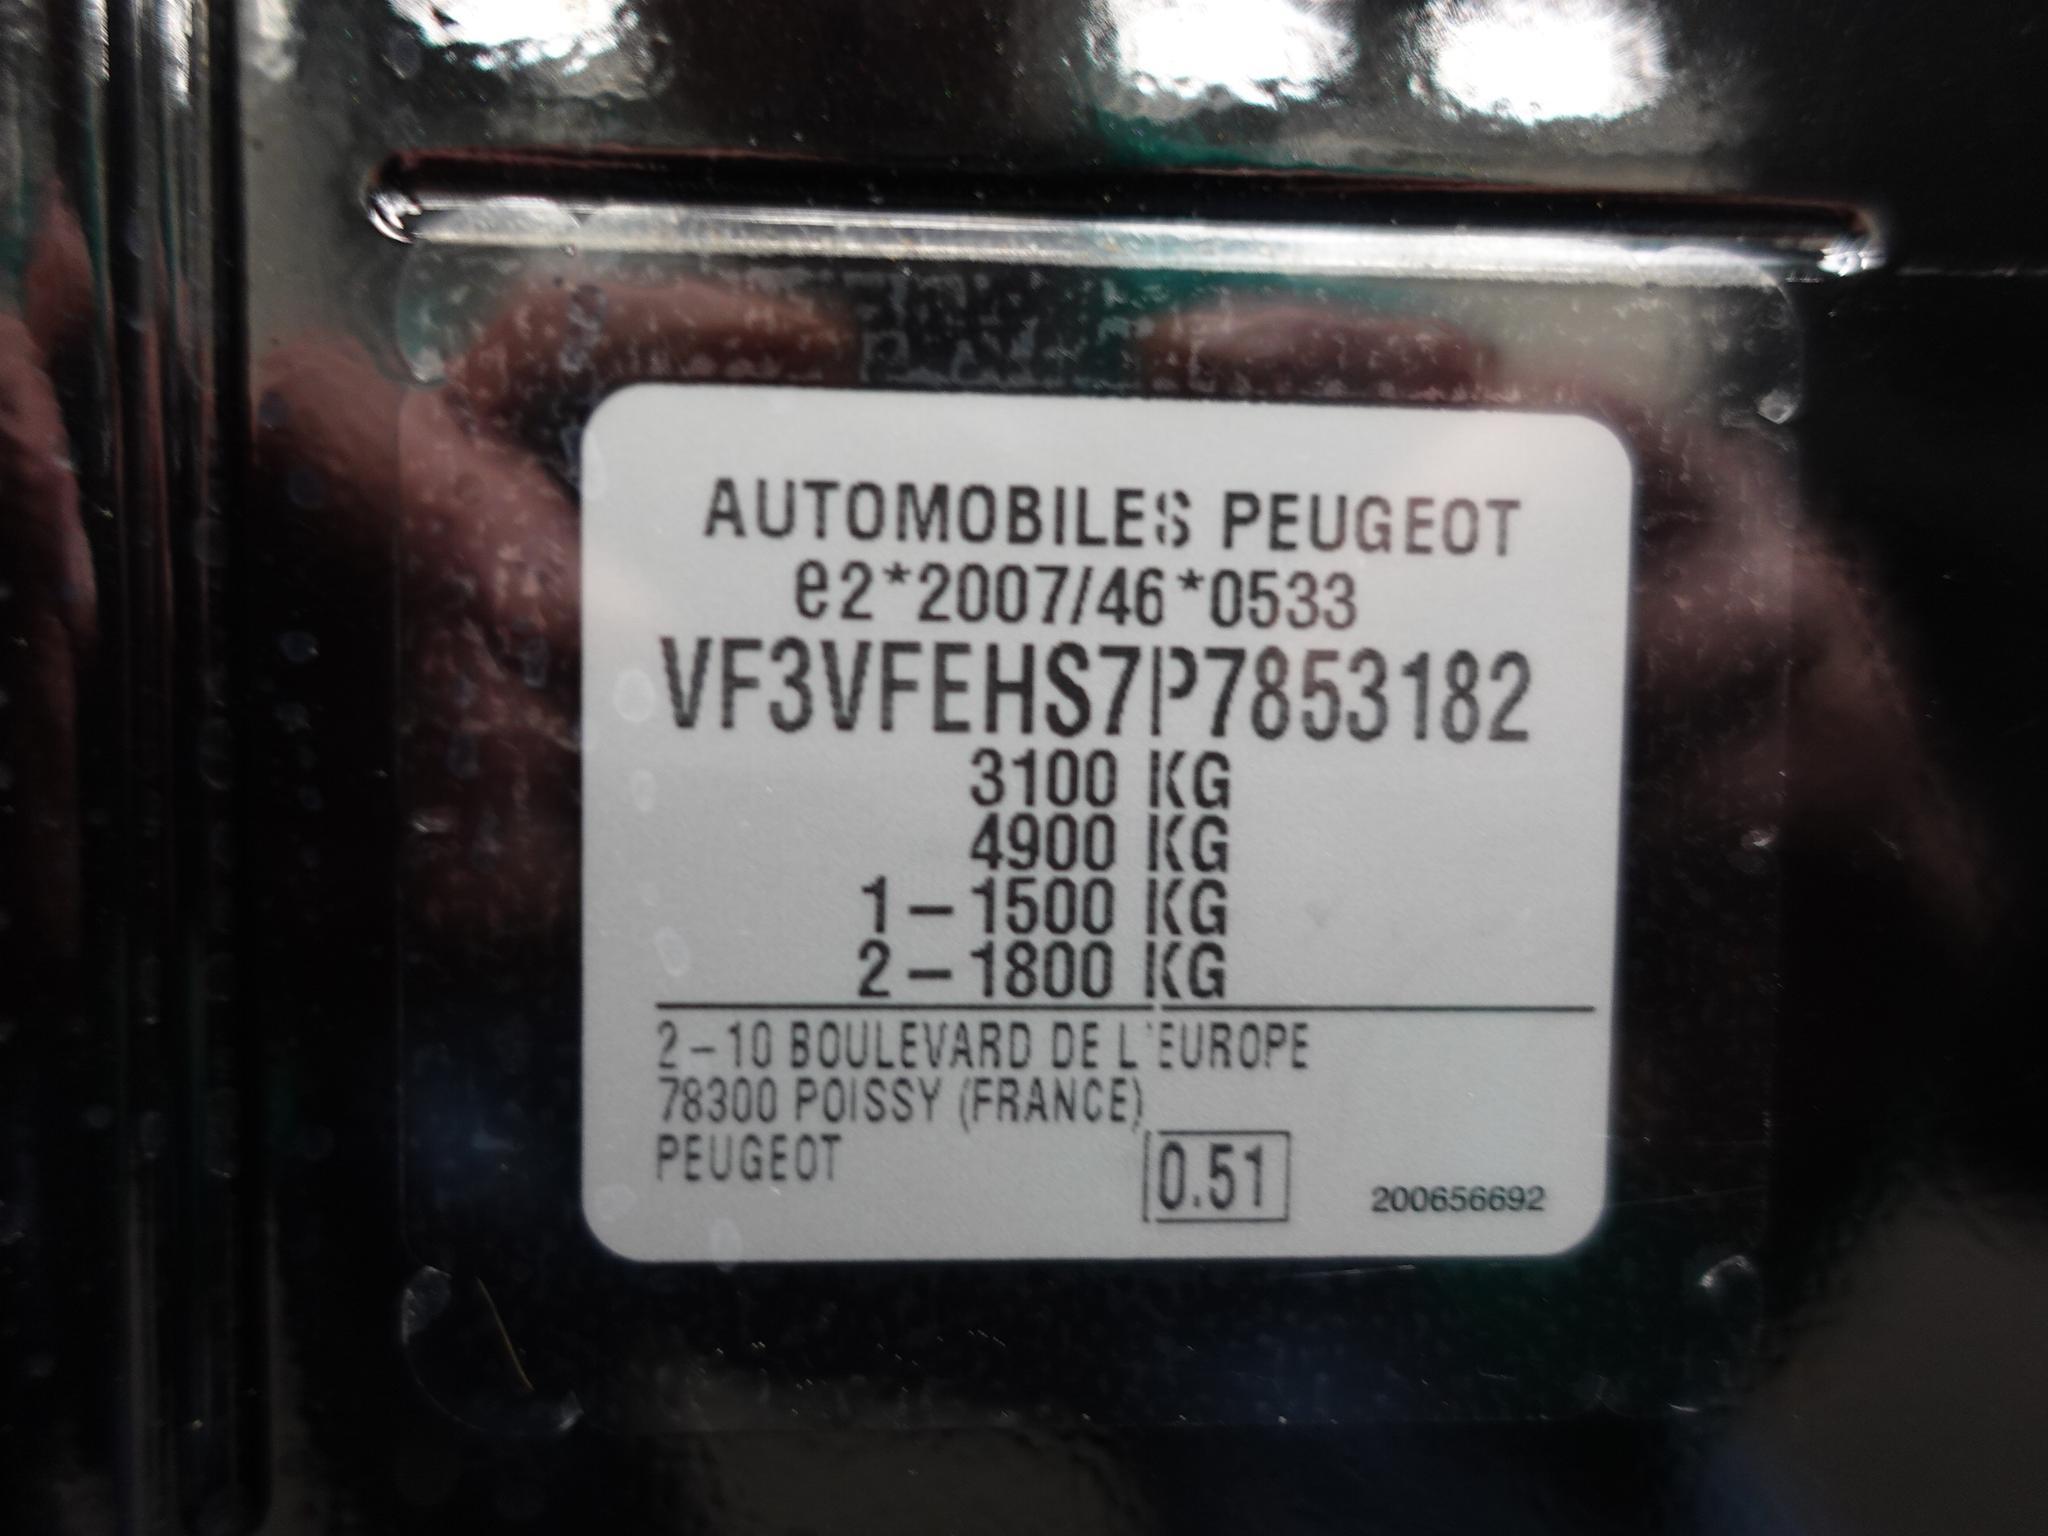 AUTOMOBILES PEUGEOT
e2*2007/46*0533
VF3VFEHS7P7853182
3100 KG
4900 KG
1-1500 KG
2-1800 KG
2-10 BOULEVARD DE L'EUROPE
78300 POISSY (FRANCE)
PEUGEOT
0.51
200656692